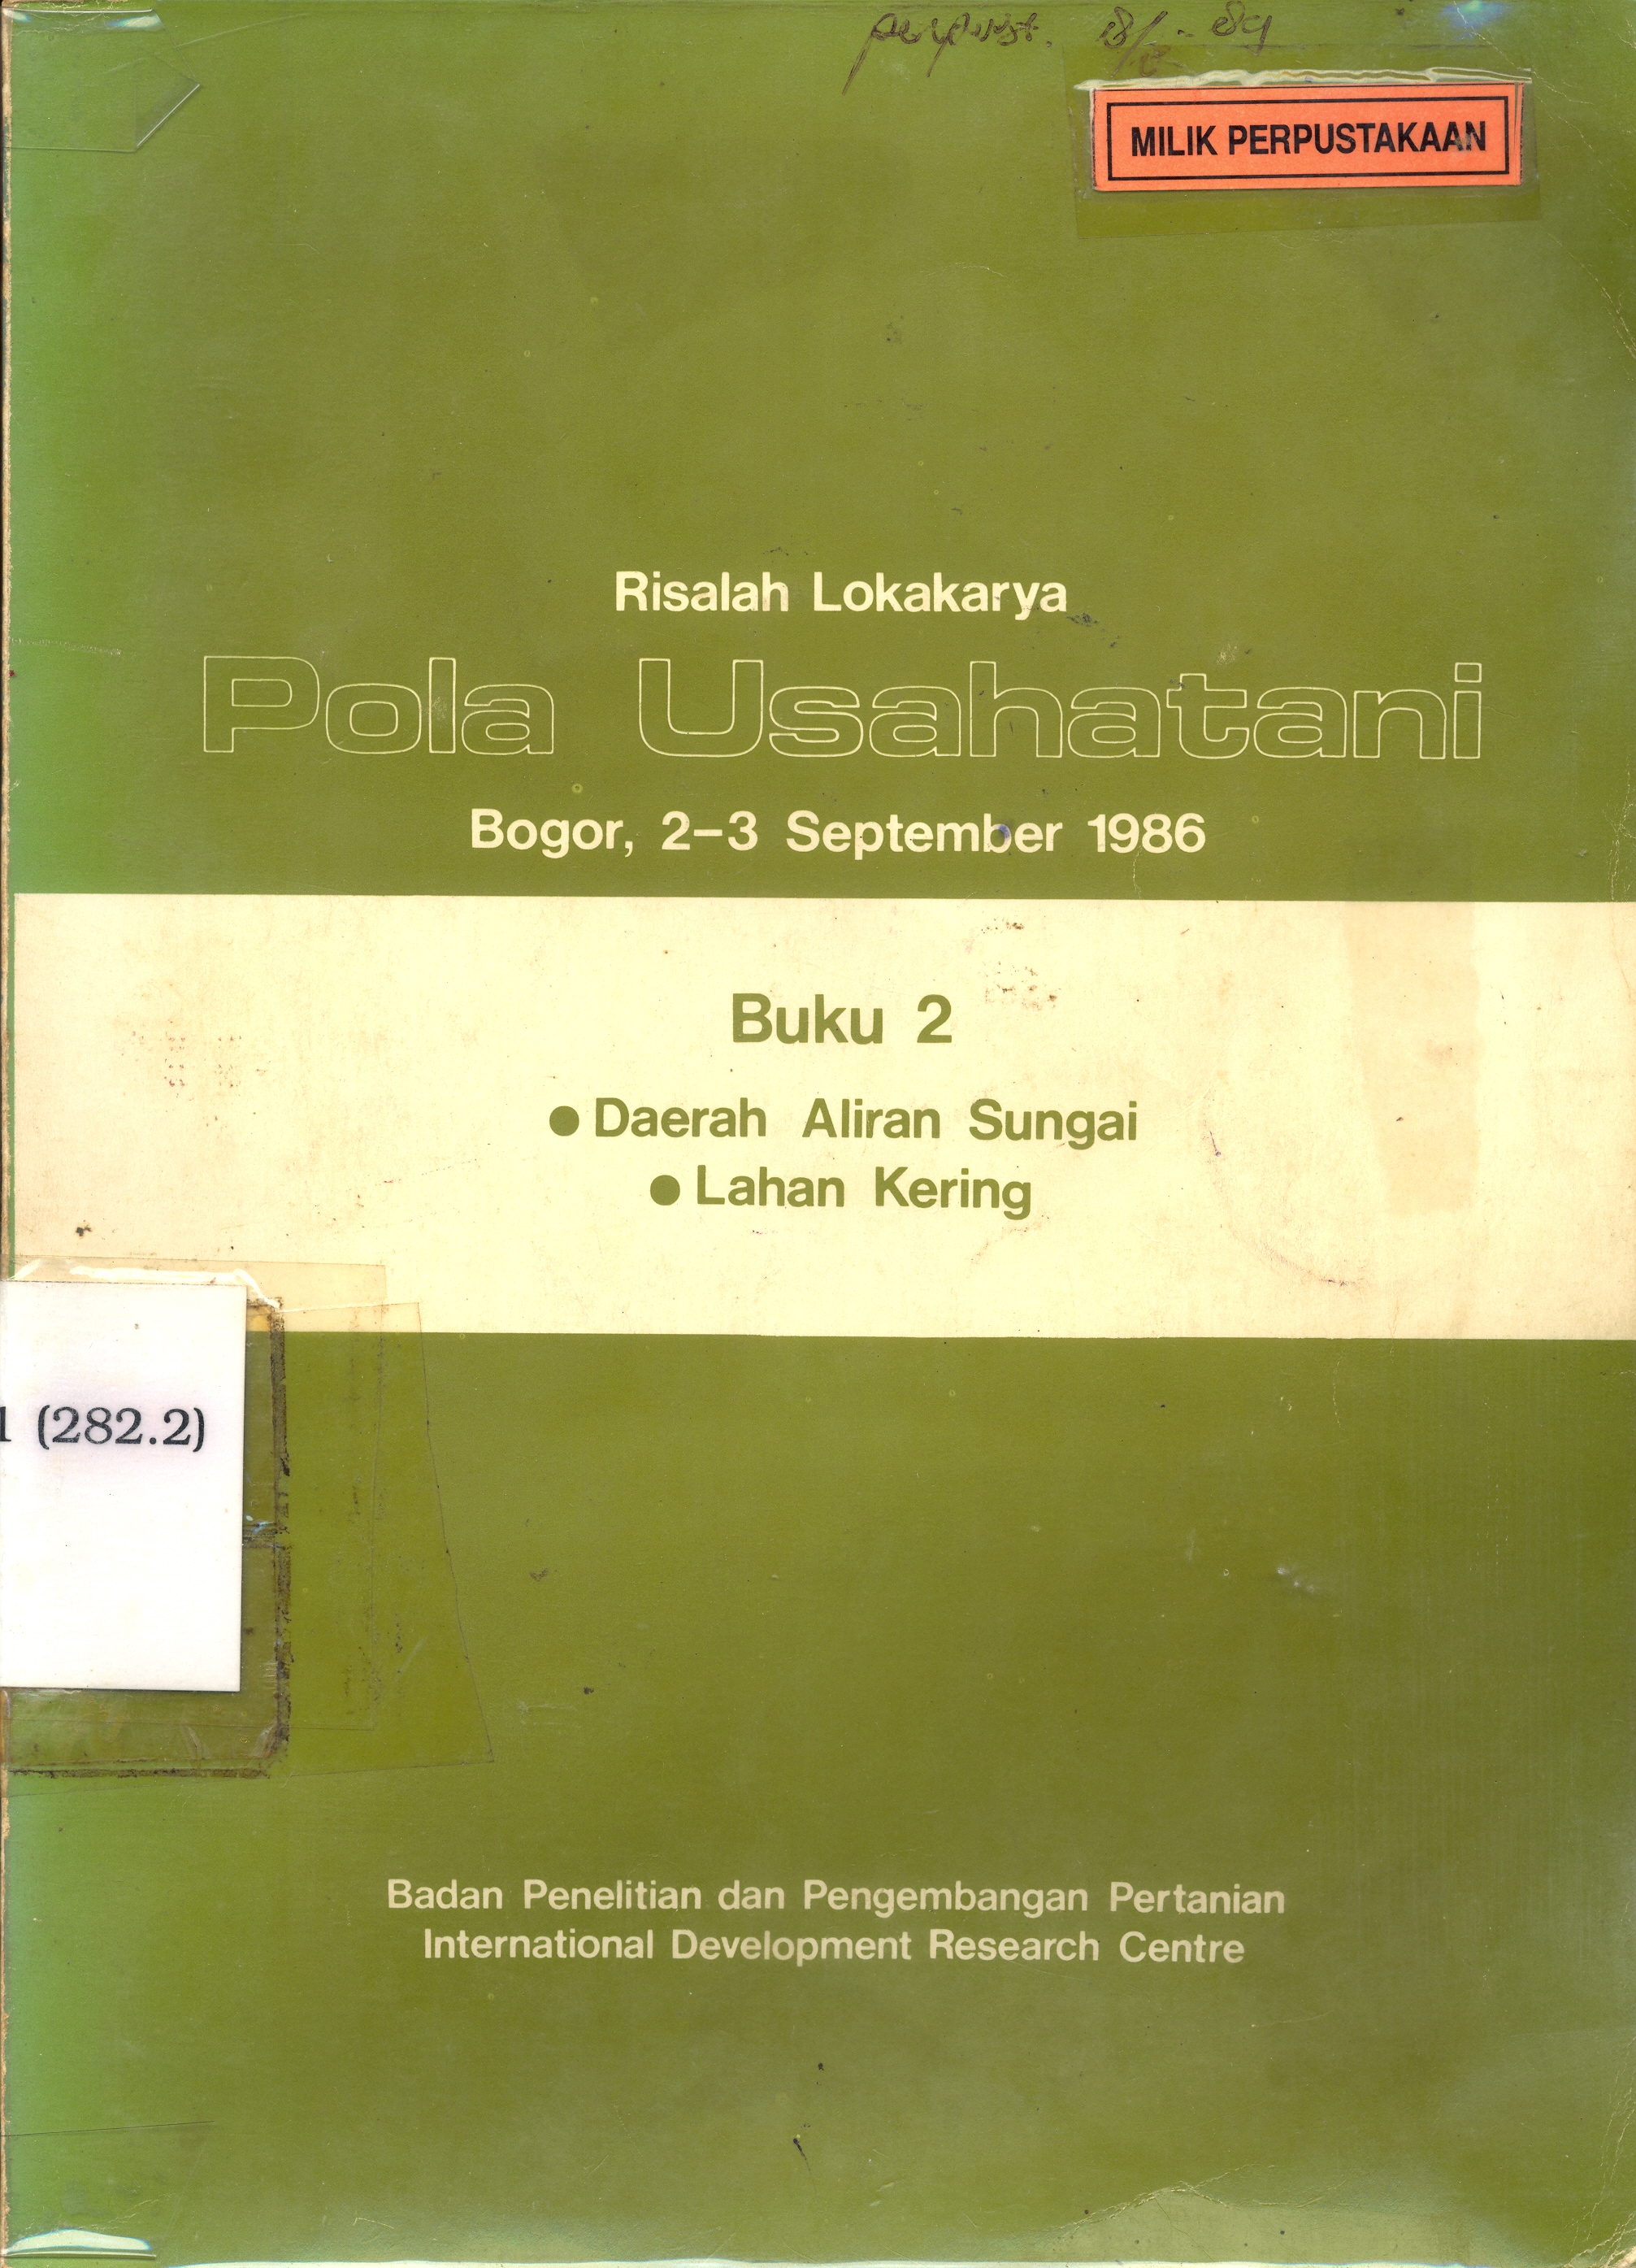 perpust.
MILIK PERPUSTAKAAN
Risalah Lokakarya
Pola Usahatani
Bogor, 2–3 September 1986
Buku 2
● Daerah Aliran Sungai
● Lahan Kering
(282.2)
Badan Penelitian dan Pengembangan Pertanian
International Development Research Centre